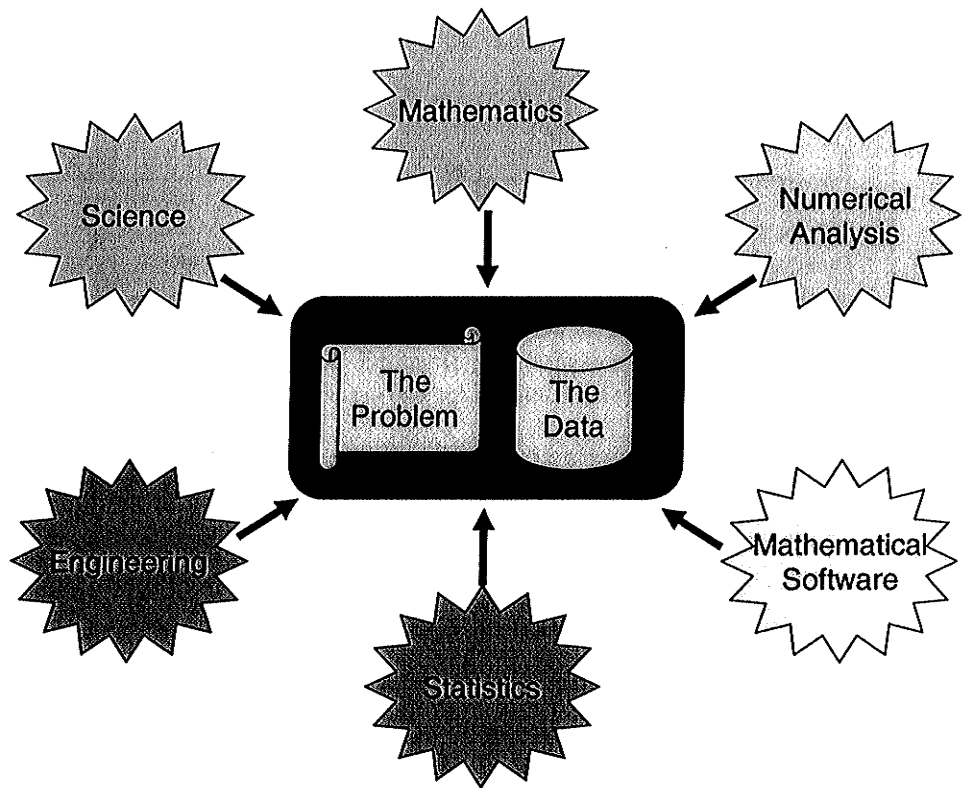 Mathematics
Science
Numerical
Analysis
The
Problem
The
Data
Engineering
Mathematical
Software
Statistics